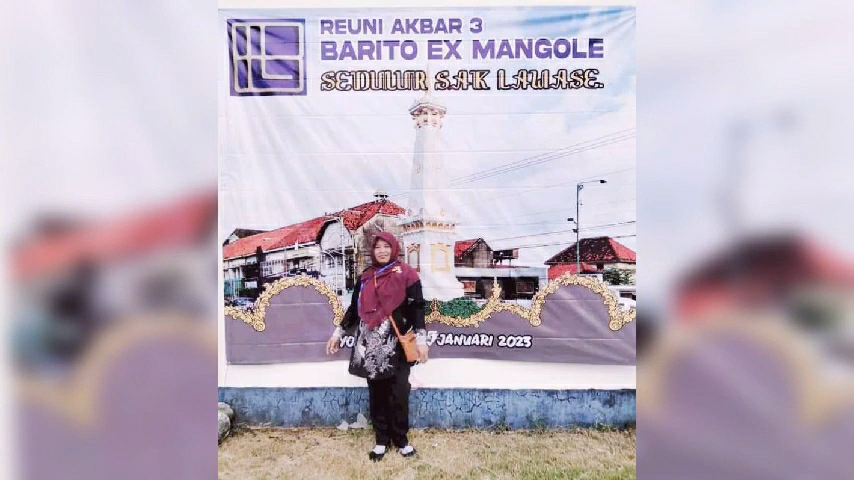 REUNI AKBAR 3
BARITO EX MANGOLE
SEDULUR SAK LAWASE.
JANUARI 2023